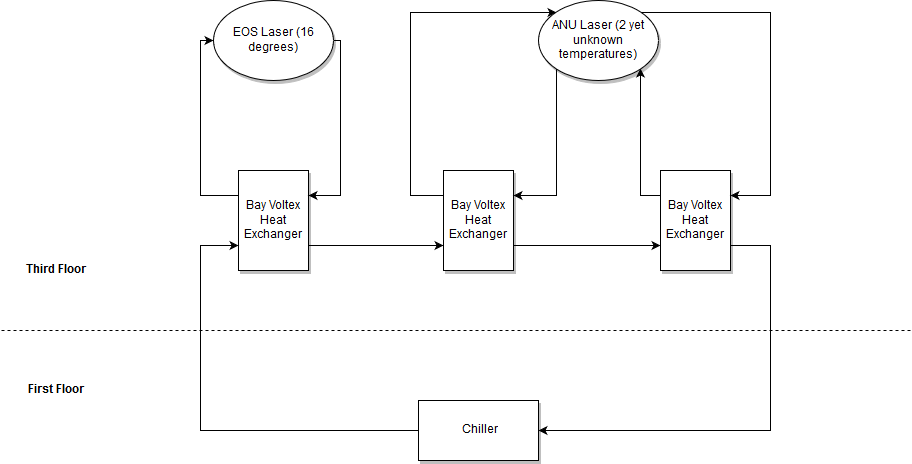 EOS Laser (16
degrees)
ANU Laser (2 yet
unknown
temperatures)
Bay Voltex
Heat
Exchanger
Bay Voltex
Heat
Exchanger
Bay Voltex
Heat
Exchanger
Third Floor
First Floor
Chiller